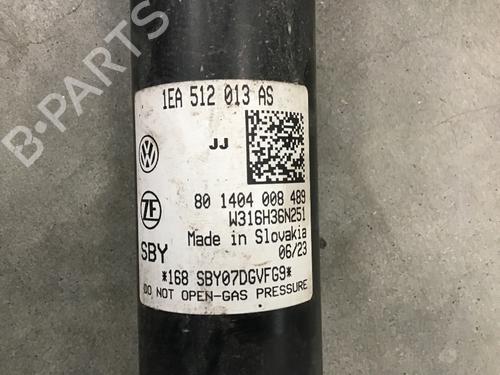 B-PARTS
1EA 512 013 AS
JJ
80 1404 008 489
W316H36N251
ZF
Made in Slovakia
SBY
06/23
*168 SBY07DGVFG9*
DO NOT OPEN-GAS PRESSURE